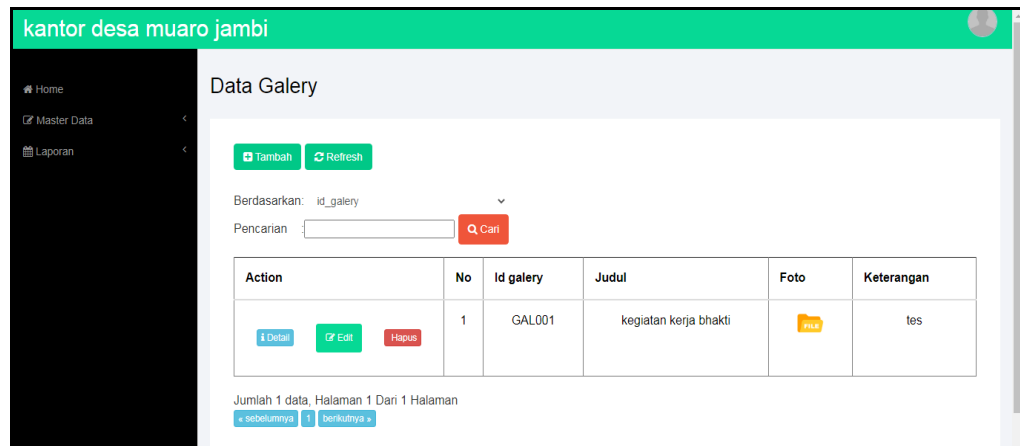 kantor desa muaro jambi
Home
Master Data
Laporan
Data Galery
Tambah Refresh
Berdasarkan: id_galery
Pencarian : Cari
Action No Id galery Judul Foto Keterangan
Detail Edit Hapus 1 GAL001 kegiatan kerja bhakti FILE tes
Jumlah 1 data, Halaman 1 Dari 1 Halaman
« sebelumnya 1 berikutnya »